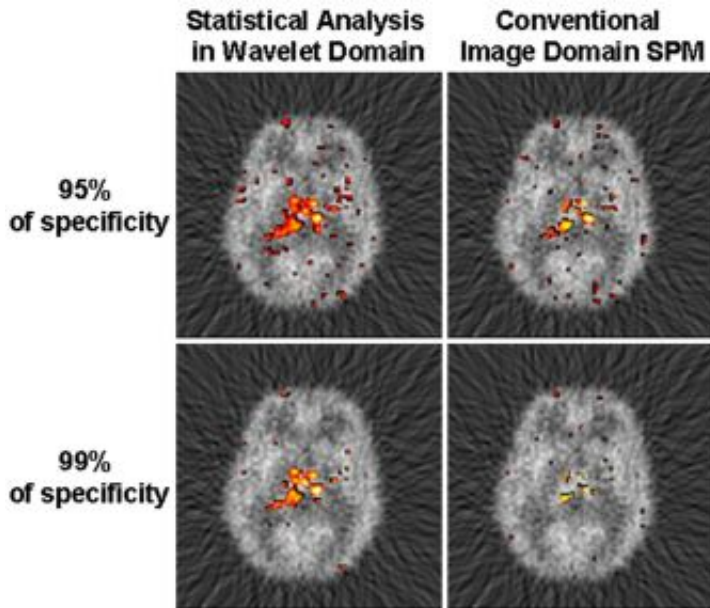 Statistical Analysis
in Wavelet Domain
Conventional
Image Domain SPM
95%
of specificity
99%
of specificity